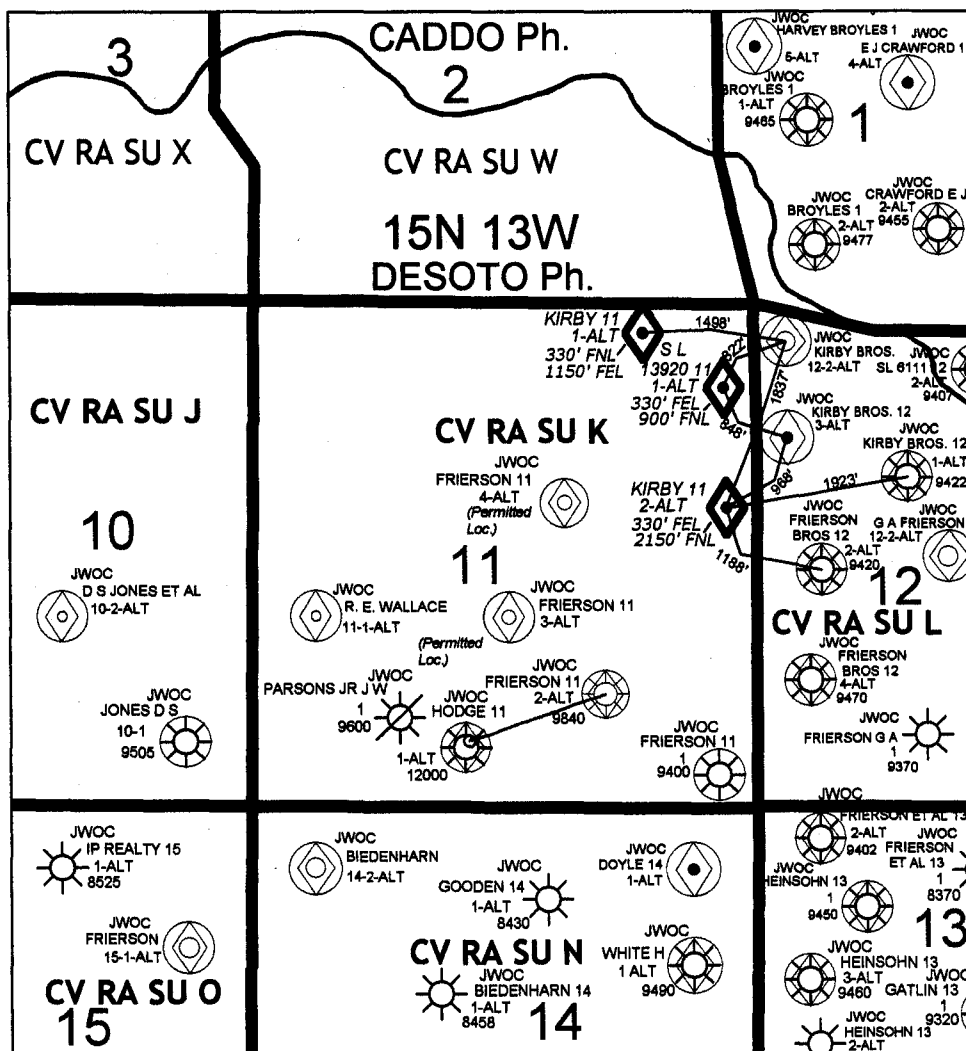 CADDO Ph.
3
2
CV RA SU X
CV RA SU W
15N 13W
DESOTO Ph.
JWOC
HARVEY BROYLES 1
5-ALT
JWOC
E J CRAWFORD 1
4-ALT
JWOC
BROYLES 1
1-ALT
9465
1
JWOC
BROYLES 1
2-ALT
9477
JWOC
CRAWFORD E J
2-ALT
9455
CV RA SU J
10
JWOC
D S JONES ET AL
10-2-ALT
JWOC
JONES D S
10-1
9505
KIRBY 11
1-ALT
330' FNL
1150' FEL
1498'
S L
13920 11
1-ALT
330' FEL
900' FNL
822'
1837'
848'
968'
CV RA SU K
JWOC
FRIERSON 11
4-ALT
(Permitted
Loc.)
KIRBY 11
2-ALT
330' FEL
2150' FNL
1923'
1188'
11
JWOC
R. E. WALLACE
11-1-ALT
(Permitted
Loc.)
JWOC
FRIERSON 11
3-ALT
PARSONS JR J W
1
9600
JWOC
HODGE 11
1-ALT
12000
JWOC
FRIERSON 11
2-ALT
9840
JWOC
FRIERSON 11
1
9400
JWOC
KIRBY BROS.
12-2-ALT
JWOC
SL 6111 12
2-ALT
9407
JWOC
KIRBY BROS. 12
3-ALT
JWOC
KIRBY BROS. 12
1-ALT
9422
JWOC
FRIERSON
BROS 12
2-ALT
9420
JWOC
G A FRIERSON
12-2-ALT
12
CV RA SU L
JWOC
FRIERSON
BROS 12
4-ALT
9470
JWOC
FRIERSON G A
1
9370
JWOC
IP REALTY 15
1-ALT
8525
JWOC
FRIERSON
15-1-ALT
CV RA SU O
15
JWOC
BIEDENHARN
14-2-ALT
JWOC
GOODEN 14
1-ALT
8430
JWOC
DOYLE 14
1-ALT
CV RA SU N
JWOC
WHITE H
1 ALT
9490
JWOC
BIEDENHARN 14
1-ALT
8458
14
JWOC
FRIERSON ET AL 13
2-ALT
9402
JWOC
FRIERSON
ET AL 13
1
8370
JWOC
HEINSOHN 13
1
9450
13
JWOC
HEINSOHN 13
3-ALT
9460
JWOC
GATLIN 13
1
9320
JWOC
HEINSOHN 13
2-ALT